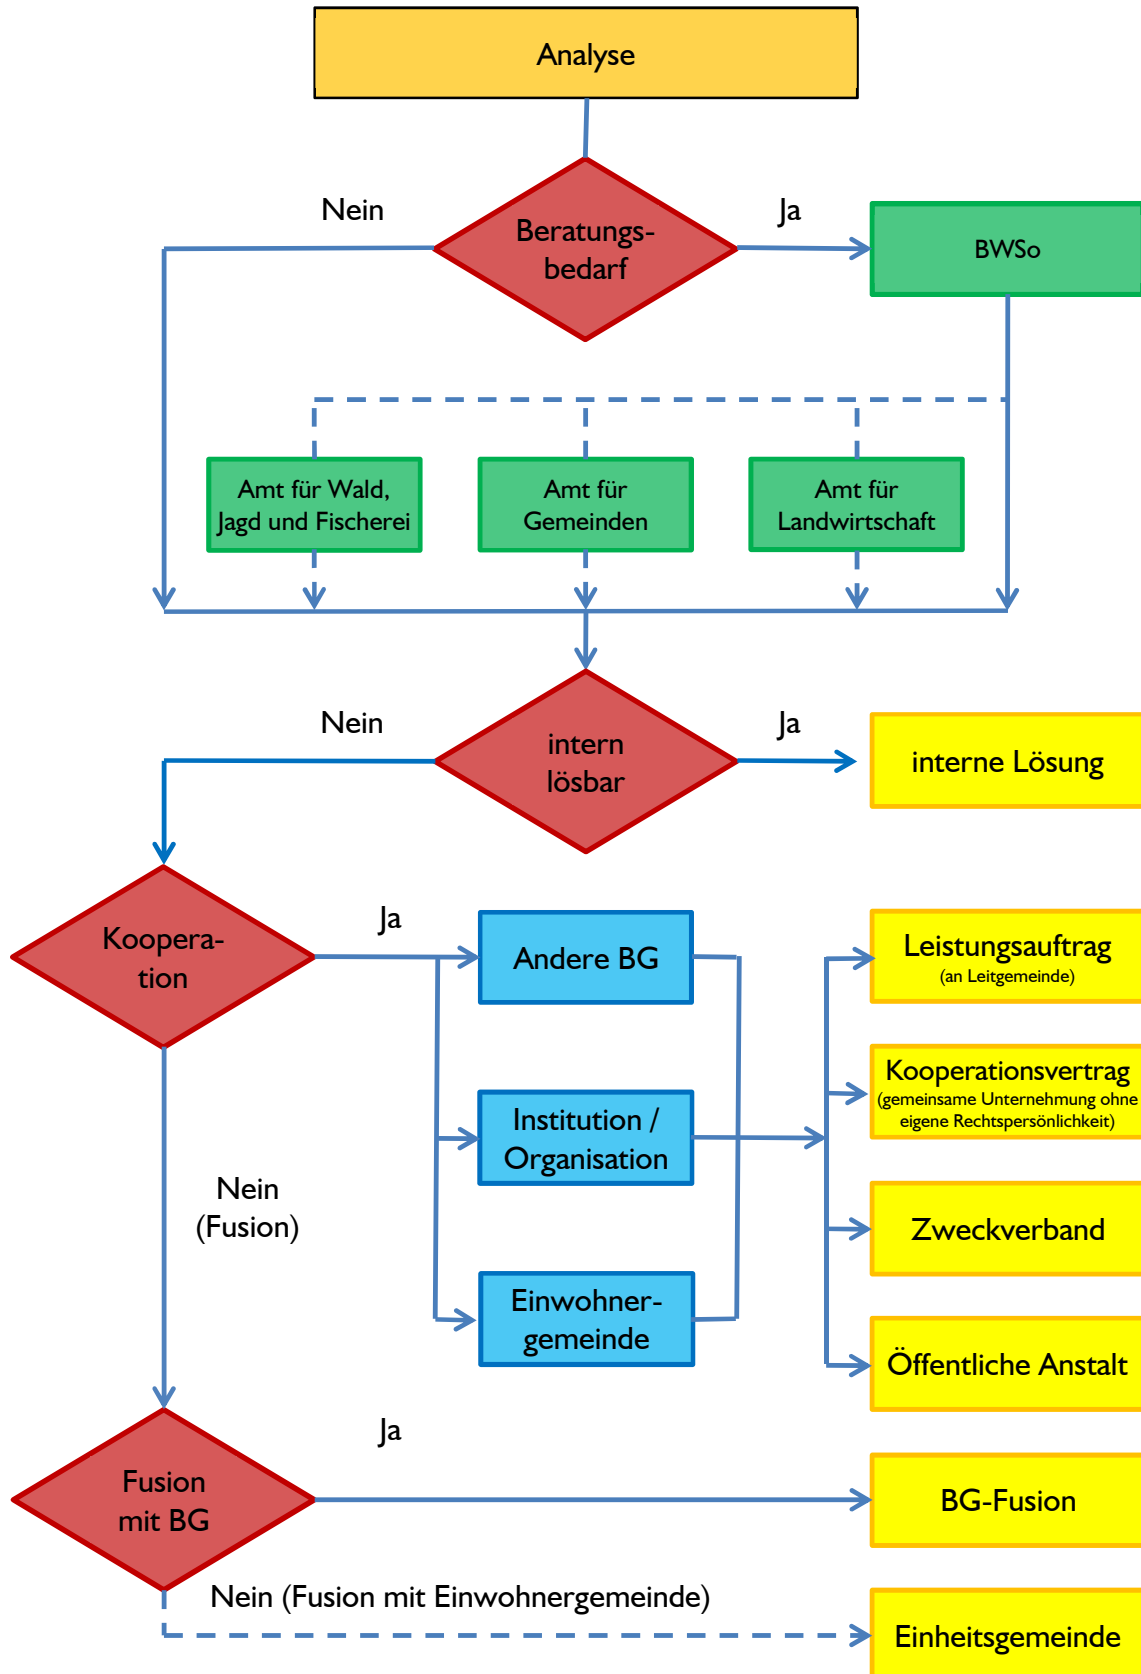 Analyse
Nein
Ja
Beratungs-
bedarf
BWSo
Amt für Wald,
Jagd und Fischerei
Amt für
Gemeinden
Amt für
Landwirtschaft
Nein
Ja
intern
lösbar
interne Lösung
Koopera-
tion
Ja
Andere BG
Leistungsauftrag
(an Leitgemeinde)
Kooperationsvertrag
(gemeinsame Unternehmung ohne
eigene Rechtspersönlichkeit)
Institution /
Organisation
Nein
(Fusion)
Zweckverband
Einwohner-
gemeinde
Öffentliche Anstalt
Ja
Fusion
mit BG
BG-Fusion
Nein (Fusion mit Einwohnergemeinde)
Einheitsgemeinde